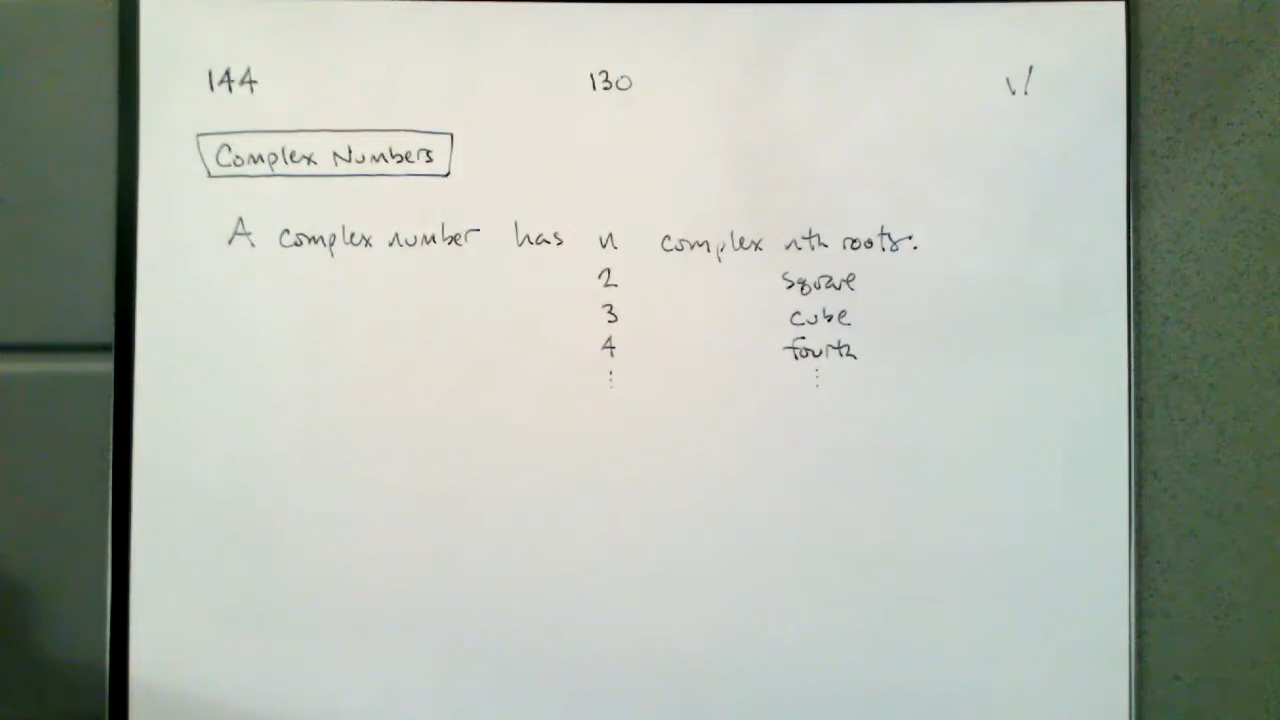 144 130 √
Complex Numbers
A complex number has n complex nth roots.
2 square
3 cube
4 fourth
⋮ ⋮